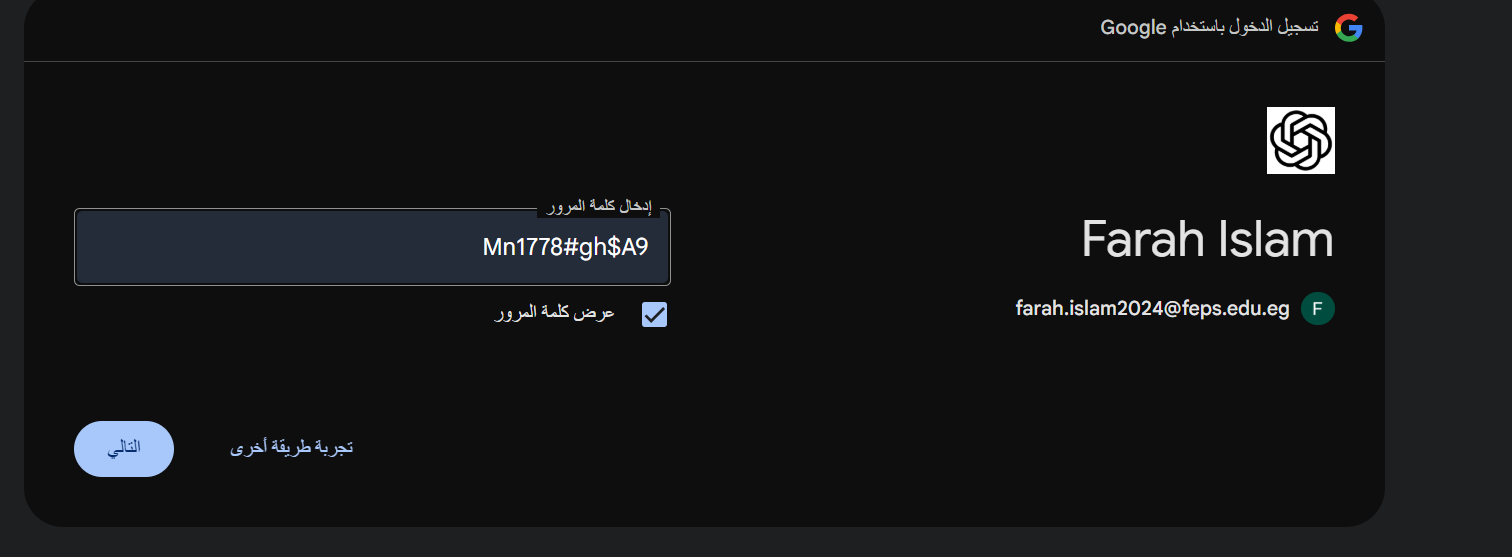 تسجيل الدخول باستخدام Google
Farah Islam
farah.islam2024@feps.edu.eg
F
إدخال كلمة المرور
Mn1778#gh$A9
عرض كلمة المرور
تجربة طريقة أخرى
التالي